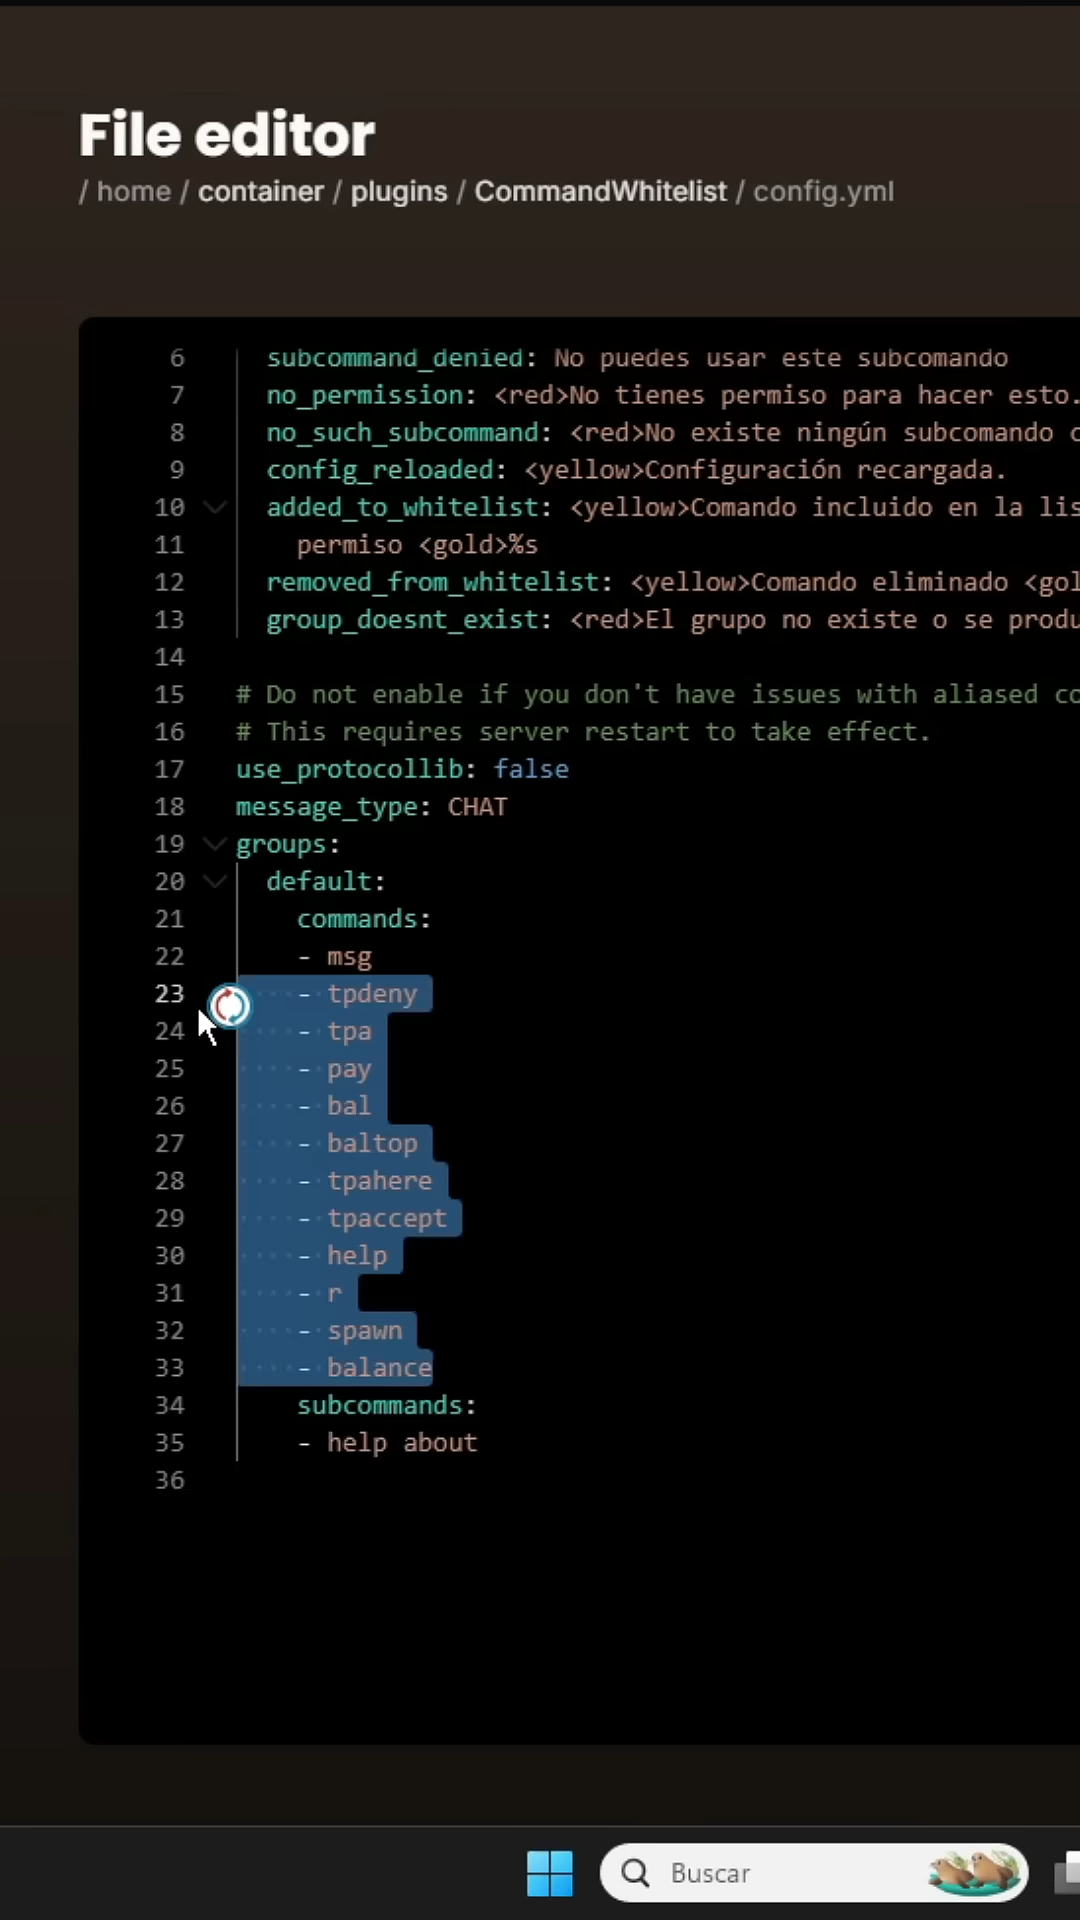 File editor
/ home / container / plugins / CommandWhitelist / config.yml
6 subcommand_denied: No puedes usar este subcomando
7 no_permission: <red>No tienes permiso para hacer esto.
8 no_such_subcommand: <red>No existe ningún subcomando
9 config_reloaded: <yellow>Configuración recargada.
10 added_to_whitelist: <yellow>Comando incluido en la
11 permiso <gold>%s
12 removed_from_whitelist: <yellow>Comando eliminado
13 group_doesnt_exist: <red>El grupo no existe o se
14
15 # Do not enable if you don't have issues with aliased
16 # This requires server restart to take effect.
17 use_protocollib: false
18 message_type: CHAT
19 groups:
20 default:
21 commands:
22 - msg
23 - tpdeny
24 - tpa
25 - pay
26 - bal
27 - baltop
28 - tpahere
29 - tpaccept
30 - help
31 - r
32 - spawn
33 - balance
34 subcommands:
35 - help about
36
Buscar